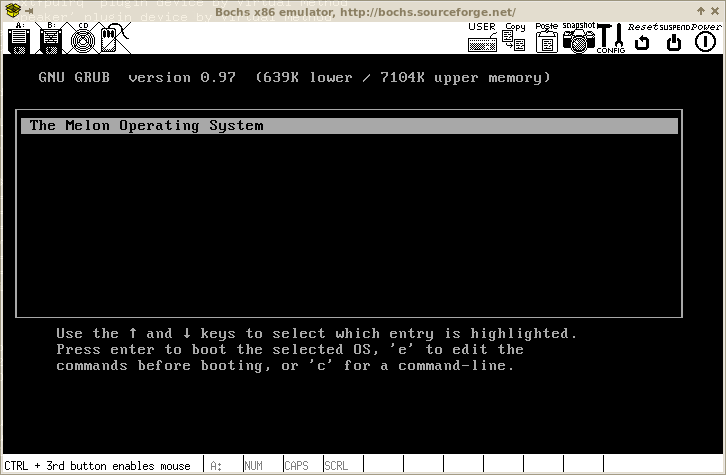 Bochs x86 emulator, http://bochs.sourceforge.net/
A: B: CD USER Copy Paste snapshot CONFIG Reset SUSPEND Power
GNU GRUB version 0.97 (639K lower / 7104K upper memory)
The Melon Operating System
Use the ↑ and ↓ keys to select which entry is highlighted.
Press enter to boot the selected OS, 'e' to edit the
commands before booting, or 'c' for a command-line.
CTRL + 3rd button enables mouse A: NUM CAPS SCRL